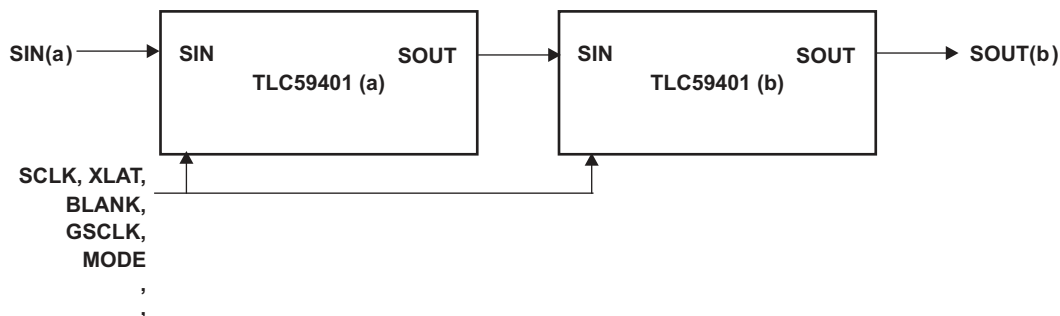 SIN(a)
SIN
SOUT
TLC59401 (a)
SIN
SOUT
TLC59401 (b)
SOUT(b)
SCLK, XLAT,
BLANK,
GSCLK,
MODE
,
,